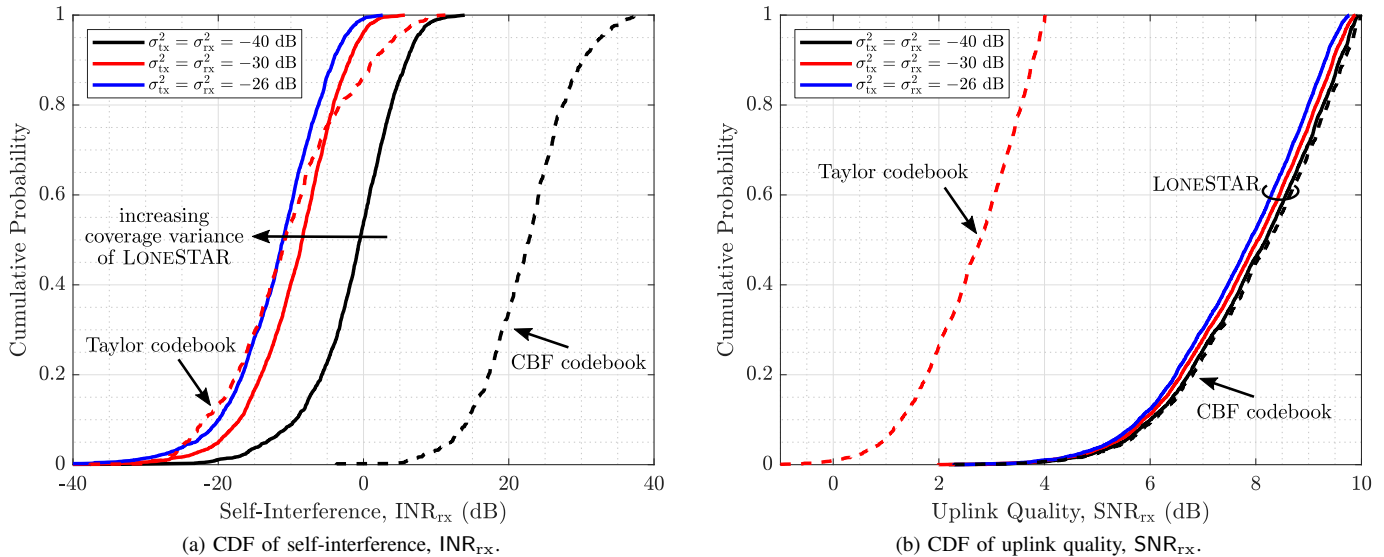 1
0.8
0.6
0.4
0.2
0
Cumulative Probability
σ²tx = σ²rx = −40 dB
σ²tx = σ²rx = −30 dB
σ²tx = σ²rx = −26 dB
increasing
coverage variance
of LONESTAR
Taylor codebook
CBF codebook
-40 -20 0 20 40
Self-Interference, INRrx (dB)
(a) CDF of self-interference, INRrx.
1
0.8
0.6
0.4
0.2
0
Cumulative Probability
σ²tx = σ²rx = −40 dB
σ²tx = σ²rx = −30 dB
σ²tx = σ²rx = −26 dB
Taylor codebook
LONESTAR
CBF codebook
0 2 4 6 8 10
Uplink Quality, SNRrx (dB)
(b) CDF of uplink quality, SNRrx.